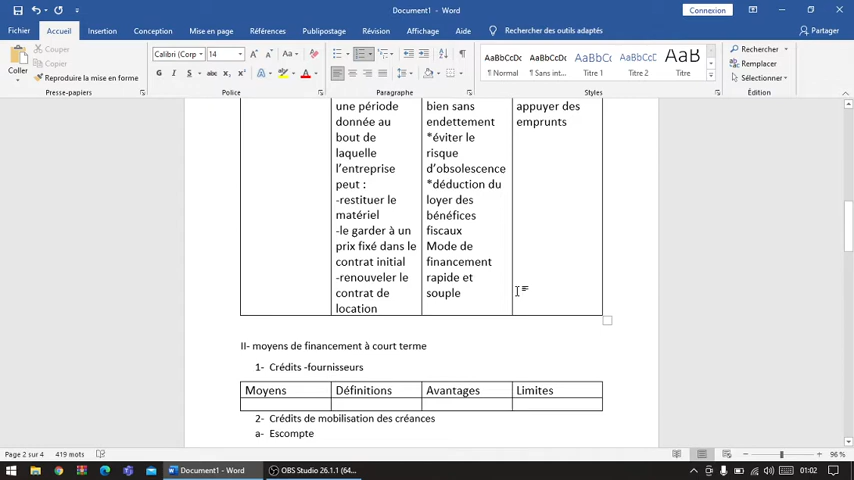 Document1 - Word
Connexion
Fichier Accueil Insertion Conception Mise en page Références Publipostage Révision Affichage Aide Rechercher des outils adaptés Partager
Coller
Couper
Copier
Reproduire la mise en forme
Presse-papiers
Calibri (Corp 14
G I S abc x₂ x² A
Police
Paragraphe
AaBbCcDc AaBbCcDc AaBbCc AaBbCcD AaB
¶ Normal ¶ Sans int... Titre 1 Titre 2 Titre
Styles
Rechercher
Remplacer
Sélectionner
Édition
une période
donnée au
bout de
laquelle
l’entreprise
peut :
-restituer le
matériel
-le garder à un
prix fixé dans le
contrat initial
-renouveler le
contrat de
location
bien sans
endettement
*éviter le
risque
d’obsolescence
*déduction du
loyer des
bénéfices
fiscaux
Mode de
financement
rapide et
souple
appuyer des
emprunts
II- moyens de financement à court terme
1- Crédits -fournisseurs
Moyens Définitions Avantages Limites
2- Crédits de mobilisation des créances
a- Escompte
Page 2 sur 4 419 mots
96 %
Document1 - Word
OBS Studio 26.1.1 (64...
01:02